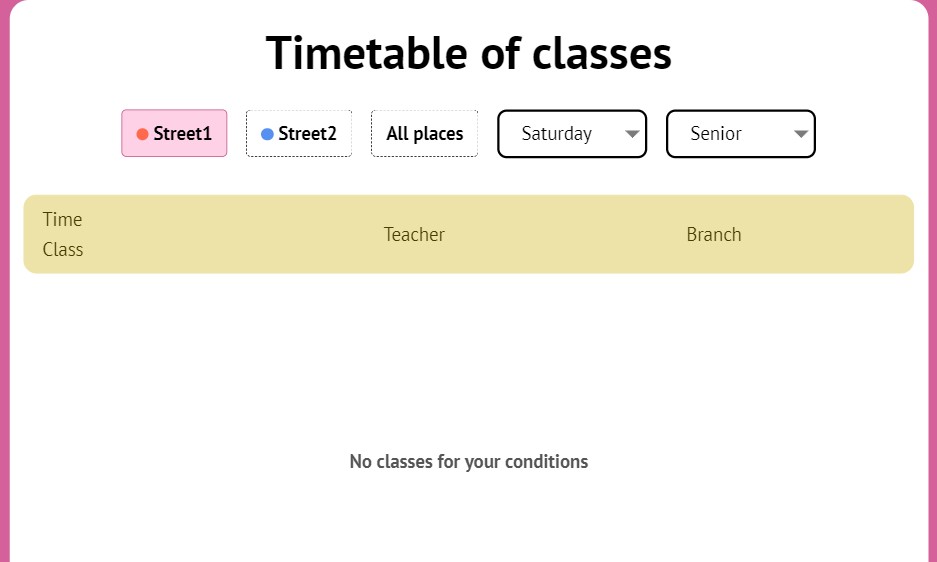 Timetable of classes
Street1 Street2 All places Saturday Senior
Time
Class
Teacher
Branch
No classes for your conditions